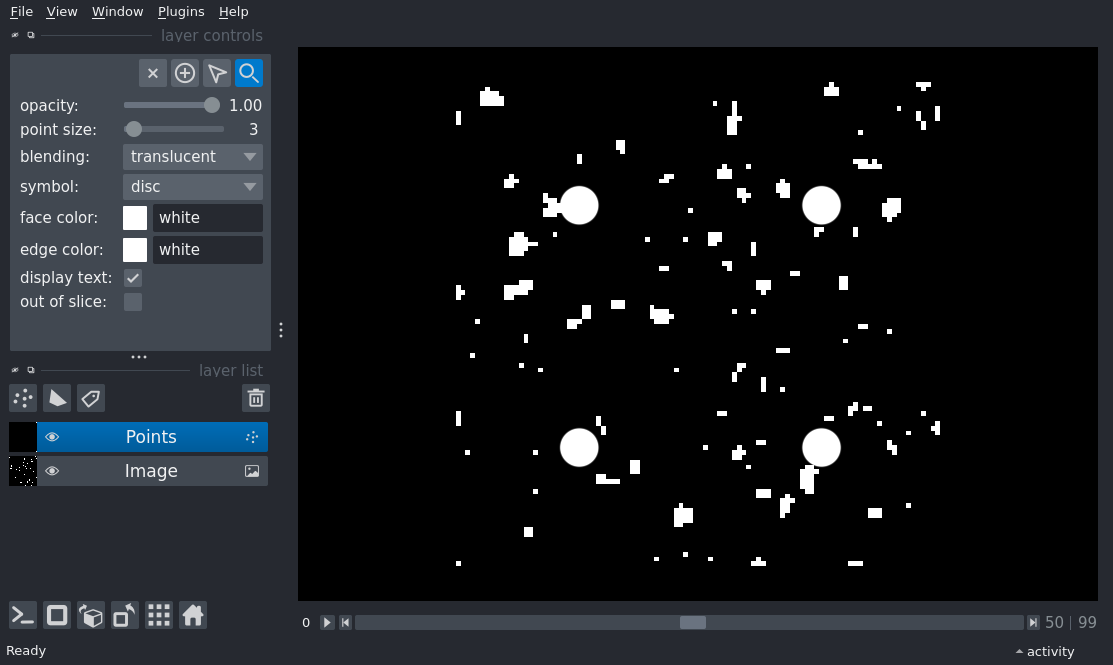 File View Window Plugins Help
layer controls
opacity: 1.00
point size: 3
blending: translucent
symbol: disc
face color: white
edge color: white
display text:
out of slice:
layer list
Points
Image
0 50 | 99
Ready activity